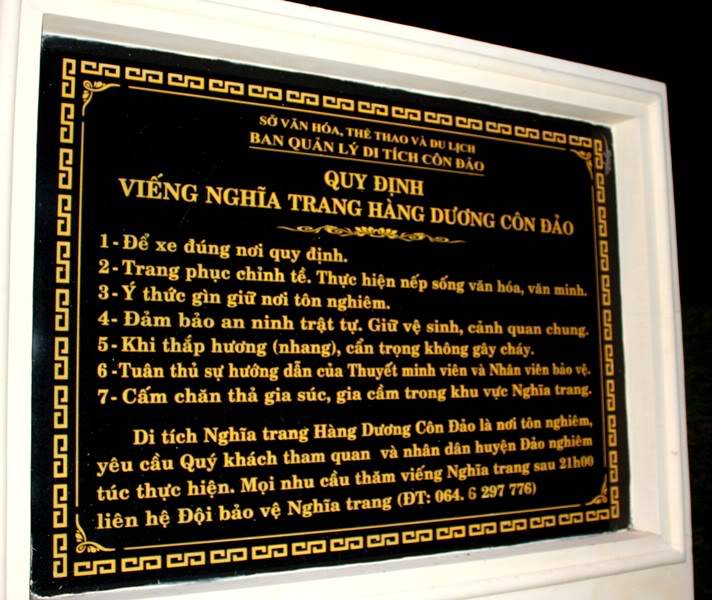 SỞ VĂN HÓA, THỂ THAO VÀ DU LỊCH
BAN QUẢN LÝ DI TÍCH CÔN ĐẢO
QUY ĐỊNH
VIẾNG NGHĨA TRANG HÀNG DƯƠNG CÔN ĐẢO
1-Để xe đúng nơi quy định.
2-Trang phục chỉnh tề. Thực hiện nếp sống văn hóa, văn minh.
3-Ý thức gìn giữ nơi tôn nghiêm.
4-Đảm bảo an ninh trật tự. Giữ vệ sinh, cảnh quan chung.
5-Khi thắp hương (nhang), cẩn trọng không gây cháy.
6-Tuân thủ sự hướng dẫn của Thuyết minh viên và Nhân viên bảo vệ.
7-Cấm chăn thả gia súc, gia cầm trong khu vực Nghĩa trang.
Di tích Nghĩa trang Hàng Dương Côn Đảo là nơi tôn nghiêm,
yêu cầu Quý khách tham quan và nhân dân huyện Đảo nghiêm
túc thực hiện. Mọi nhu cầu thăm viếng Nghĩa trang sau 21h00
liên hệ Đội bảo vệ Nghĩa trang (ĐT: 064. 6 297 776)